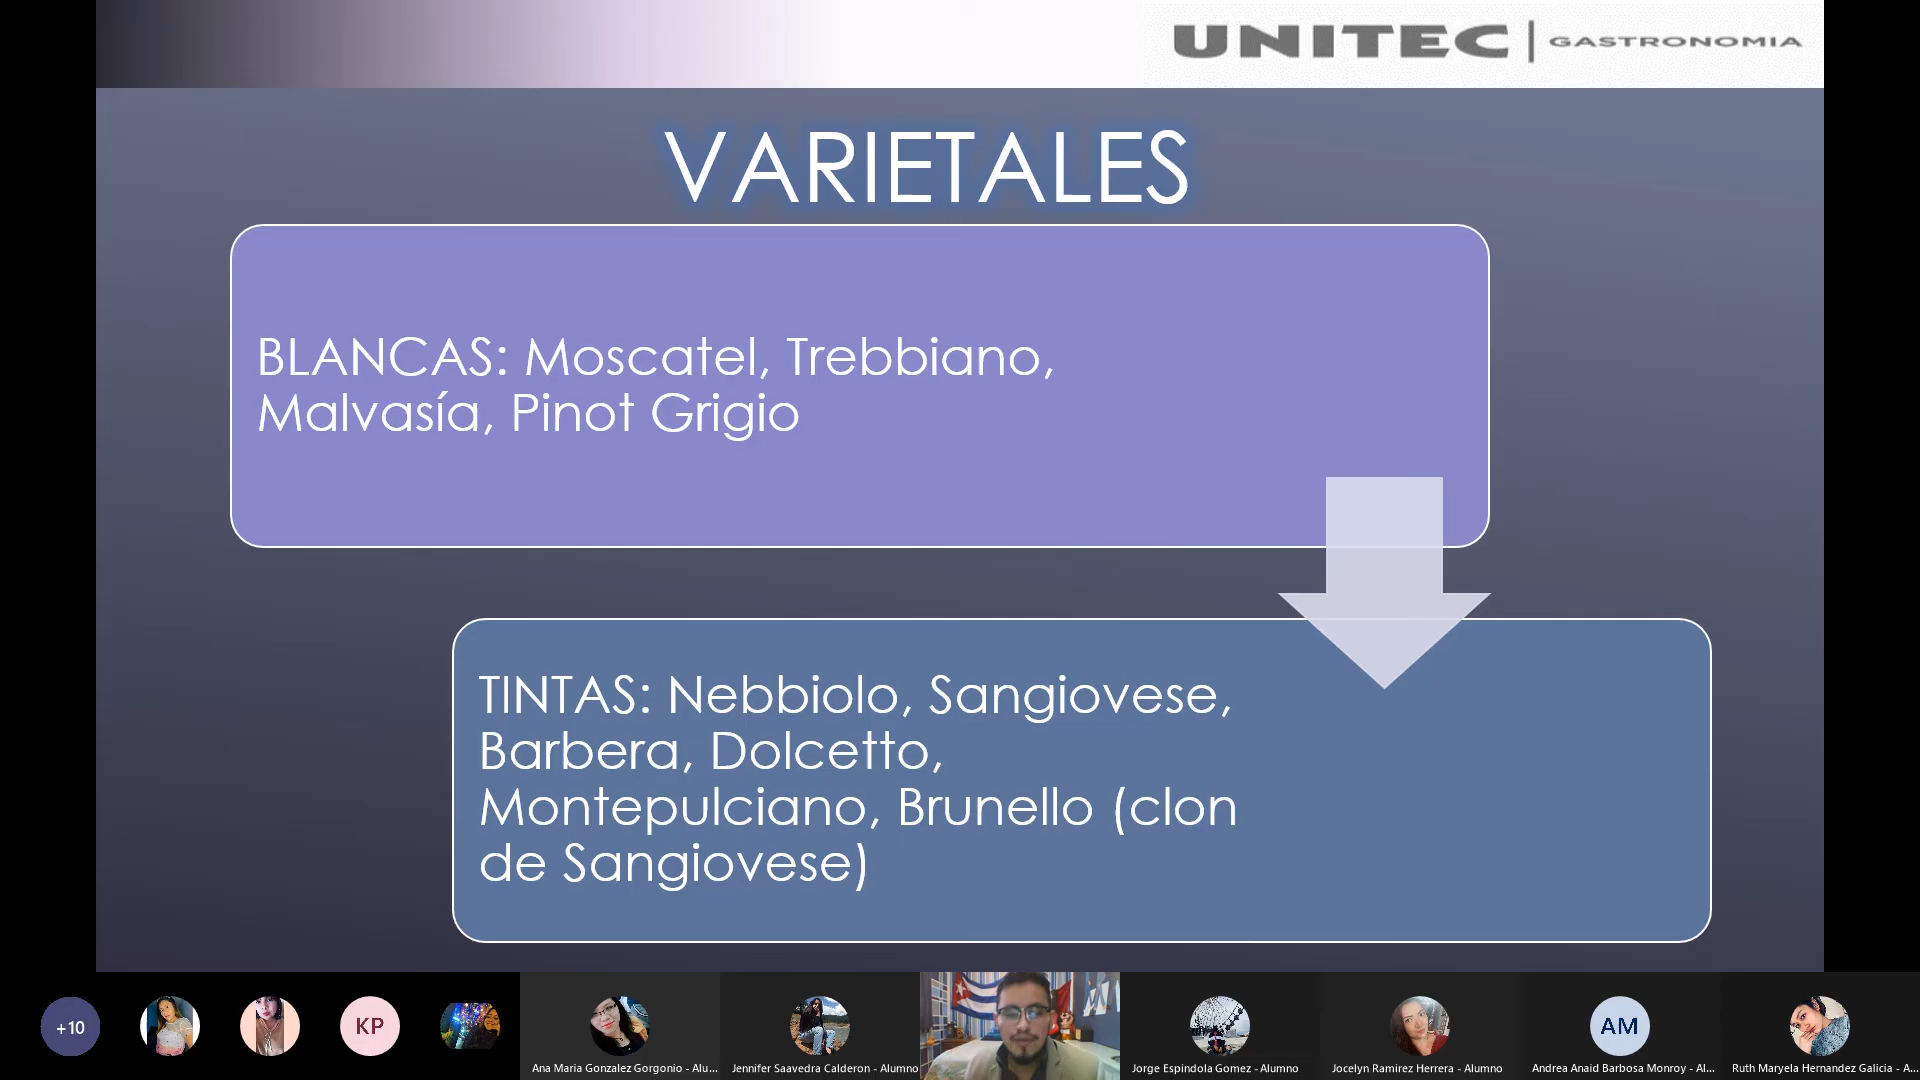 UNITEC | GASTRONOMIA
VARIETALES
BLANCAS: Moscatel, Trebbiano,
Malvasía, Pinot Grigio
TINTAS: Nebbiolo, Sangiovese,
Barbera, Dolcetto,
Montepulciano, Brunello (clon
de Sangiovese)
+10
KP
AM
Ana Maria Gonzalez Gorgonio - Alu...
Jennifer Saavedra Calderon - Alumno
Jorge Espindola Gomez - Alumno
Jocelyn Ramirez Herrera - Alumno
Andrea Anaid Barbosa Monroy - Al...
Ruth Maryela Hernandez Galicia - A...